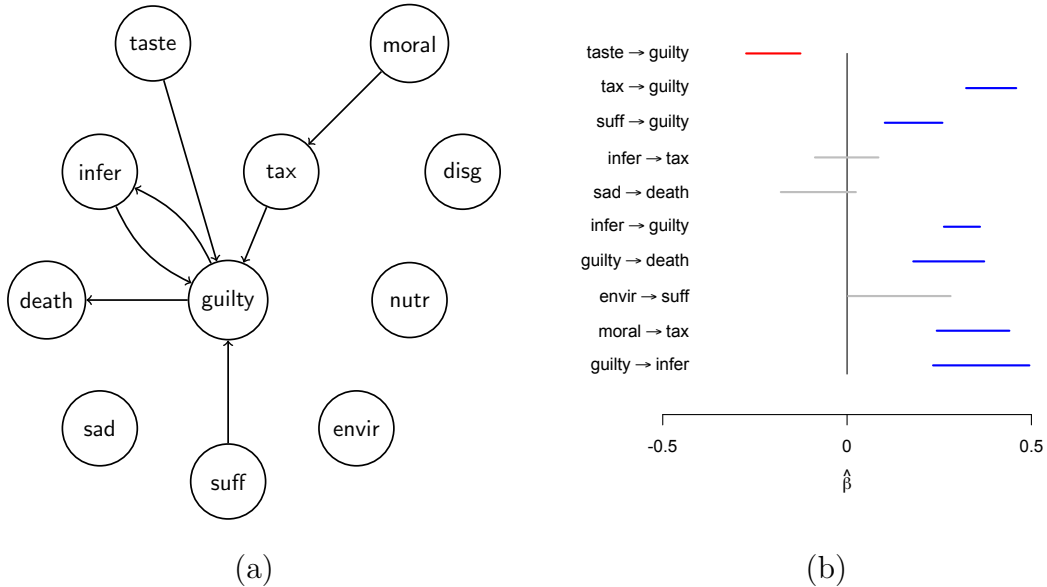 taste
moral
infer
tax
disg
death
guilty
nutr
sad
envir
suff
(a)
taste → guilty
tax → guilty
suff → guilty
infer → tax
sad → death
infer → guilty
guilty → death
envir → suff
moral → tax
guilty → infer
-0.5 0 0.5
β̂
(b)